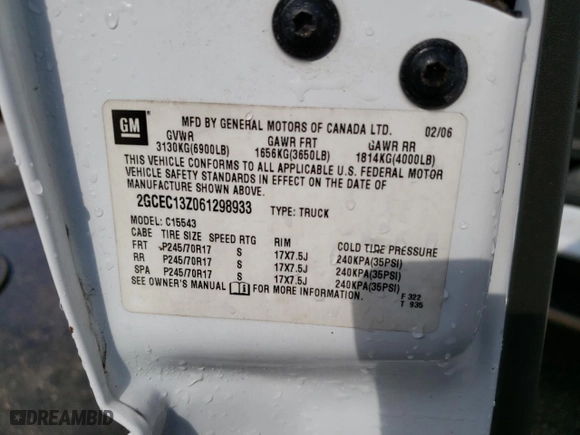 GM
MFD BY GENERAL MOTORS OF CANADA LTD. 02/06
GVWR GAWR FRT GAWR RR
3130KG(6900LB) 1656KG(3650LB) 1814KG(4000LB)
THIS VEHICLE CONFORMS TO ALL APPLICABLE U.S. FEDERAL MOTOR
VEHICLE SAFETY STANDARDS IN EFFECT ON THE DATE OF
MANUFACTURE SHOWN ABOVE.
2GCEC13Z061298933 TYPE: TRUCK
MODEL: C15543
CABE TIRE SIZE SPEED RTG RIM COLD TIRE PRESSURE
FRT P245/70R17 S 17X7.5J 240KPA(35PSI)
RR P245/70R17 S 17X7.5J 240KPA(35PSI)
SPA P245/70R17 S 17X7.5J 240KPA(35PSI)
SEE OWNER'S MANUAL FOR MORE INFORMATION.
F 322
T 935
DREAMBID